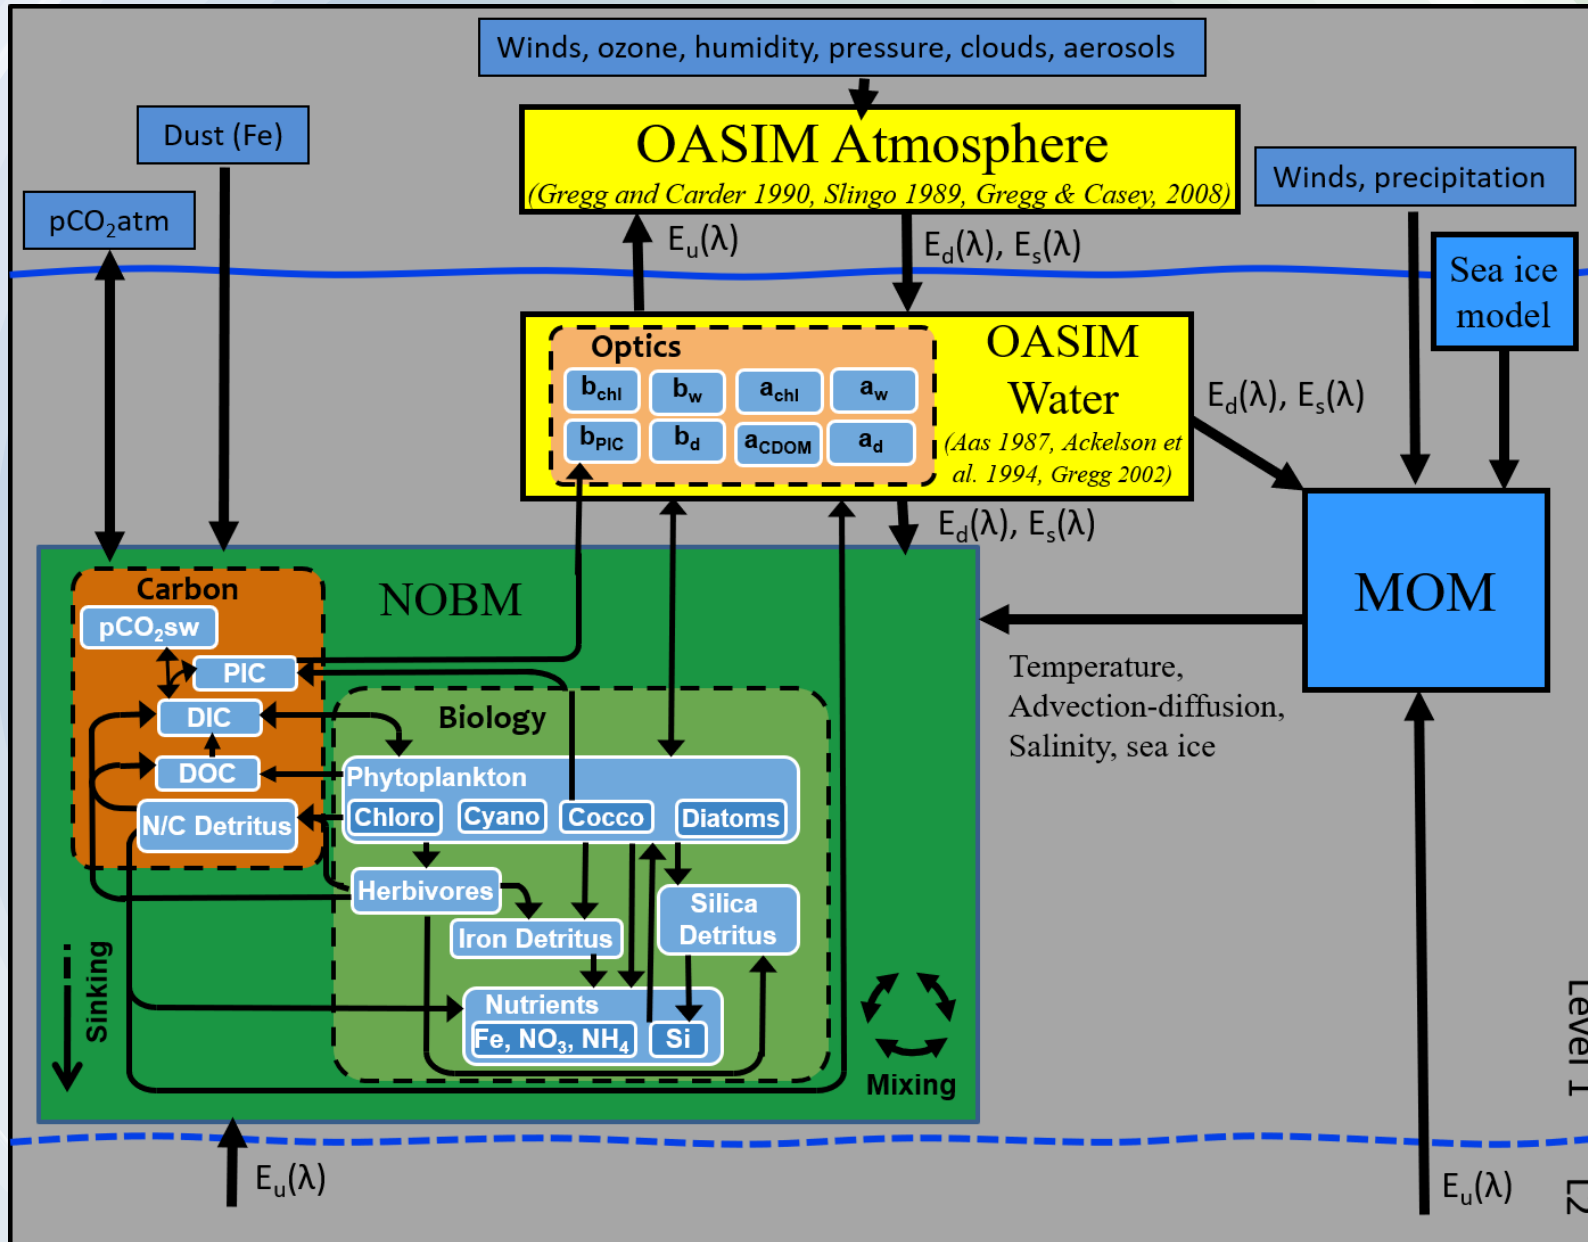 Winds, ozone, humidity, pressure, clouds, aerosols
Dust (Fe)
OASIM Atmosphere
(Gregg and Carder 1990, Slingo 1989, Gregg & Casey, 2008)
Winds, precipitation
pCO₂atm
Eᵤ(λ)
E_d(λ), E_s(λ)
Sea ice
model
Optics
b_chl
b_w
a_chl
a_w
b_PIC
b_d
a_CDOM
a_d
OASIM
Water
(Aas 1987, Ackelson et
al. 1994, Gregg 2002)
E_d(λ), E_s(λ)
E_d(λ), E_s(λ)
MOM
NOBM
Carbon
pCO₂sw
PIC
DIC
DOC
N/C Detritus
Temperature,
Advection-diffusion,
Salinity, sea ice
Biology
Phytoplankton
Chloro
Cyano
Cocco
Diatoms
Herbivores
Iron Detritus
Silica
Detritus
Nutrients
Fe, NO₃, NH₄
Si
Sinking
Mixing
Level 1
Eᵤ(λ)
Eᵤ(λ)
L2